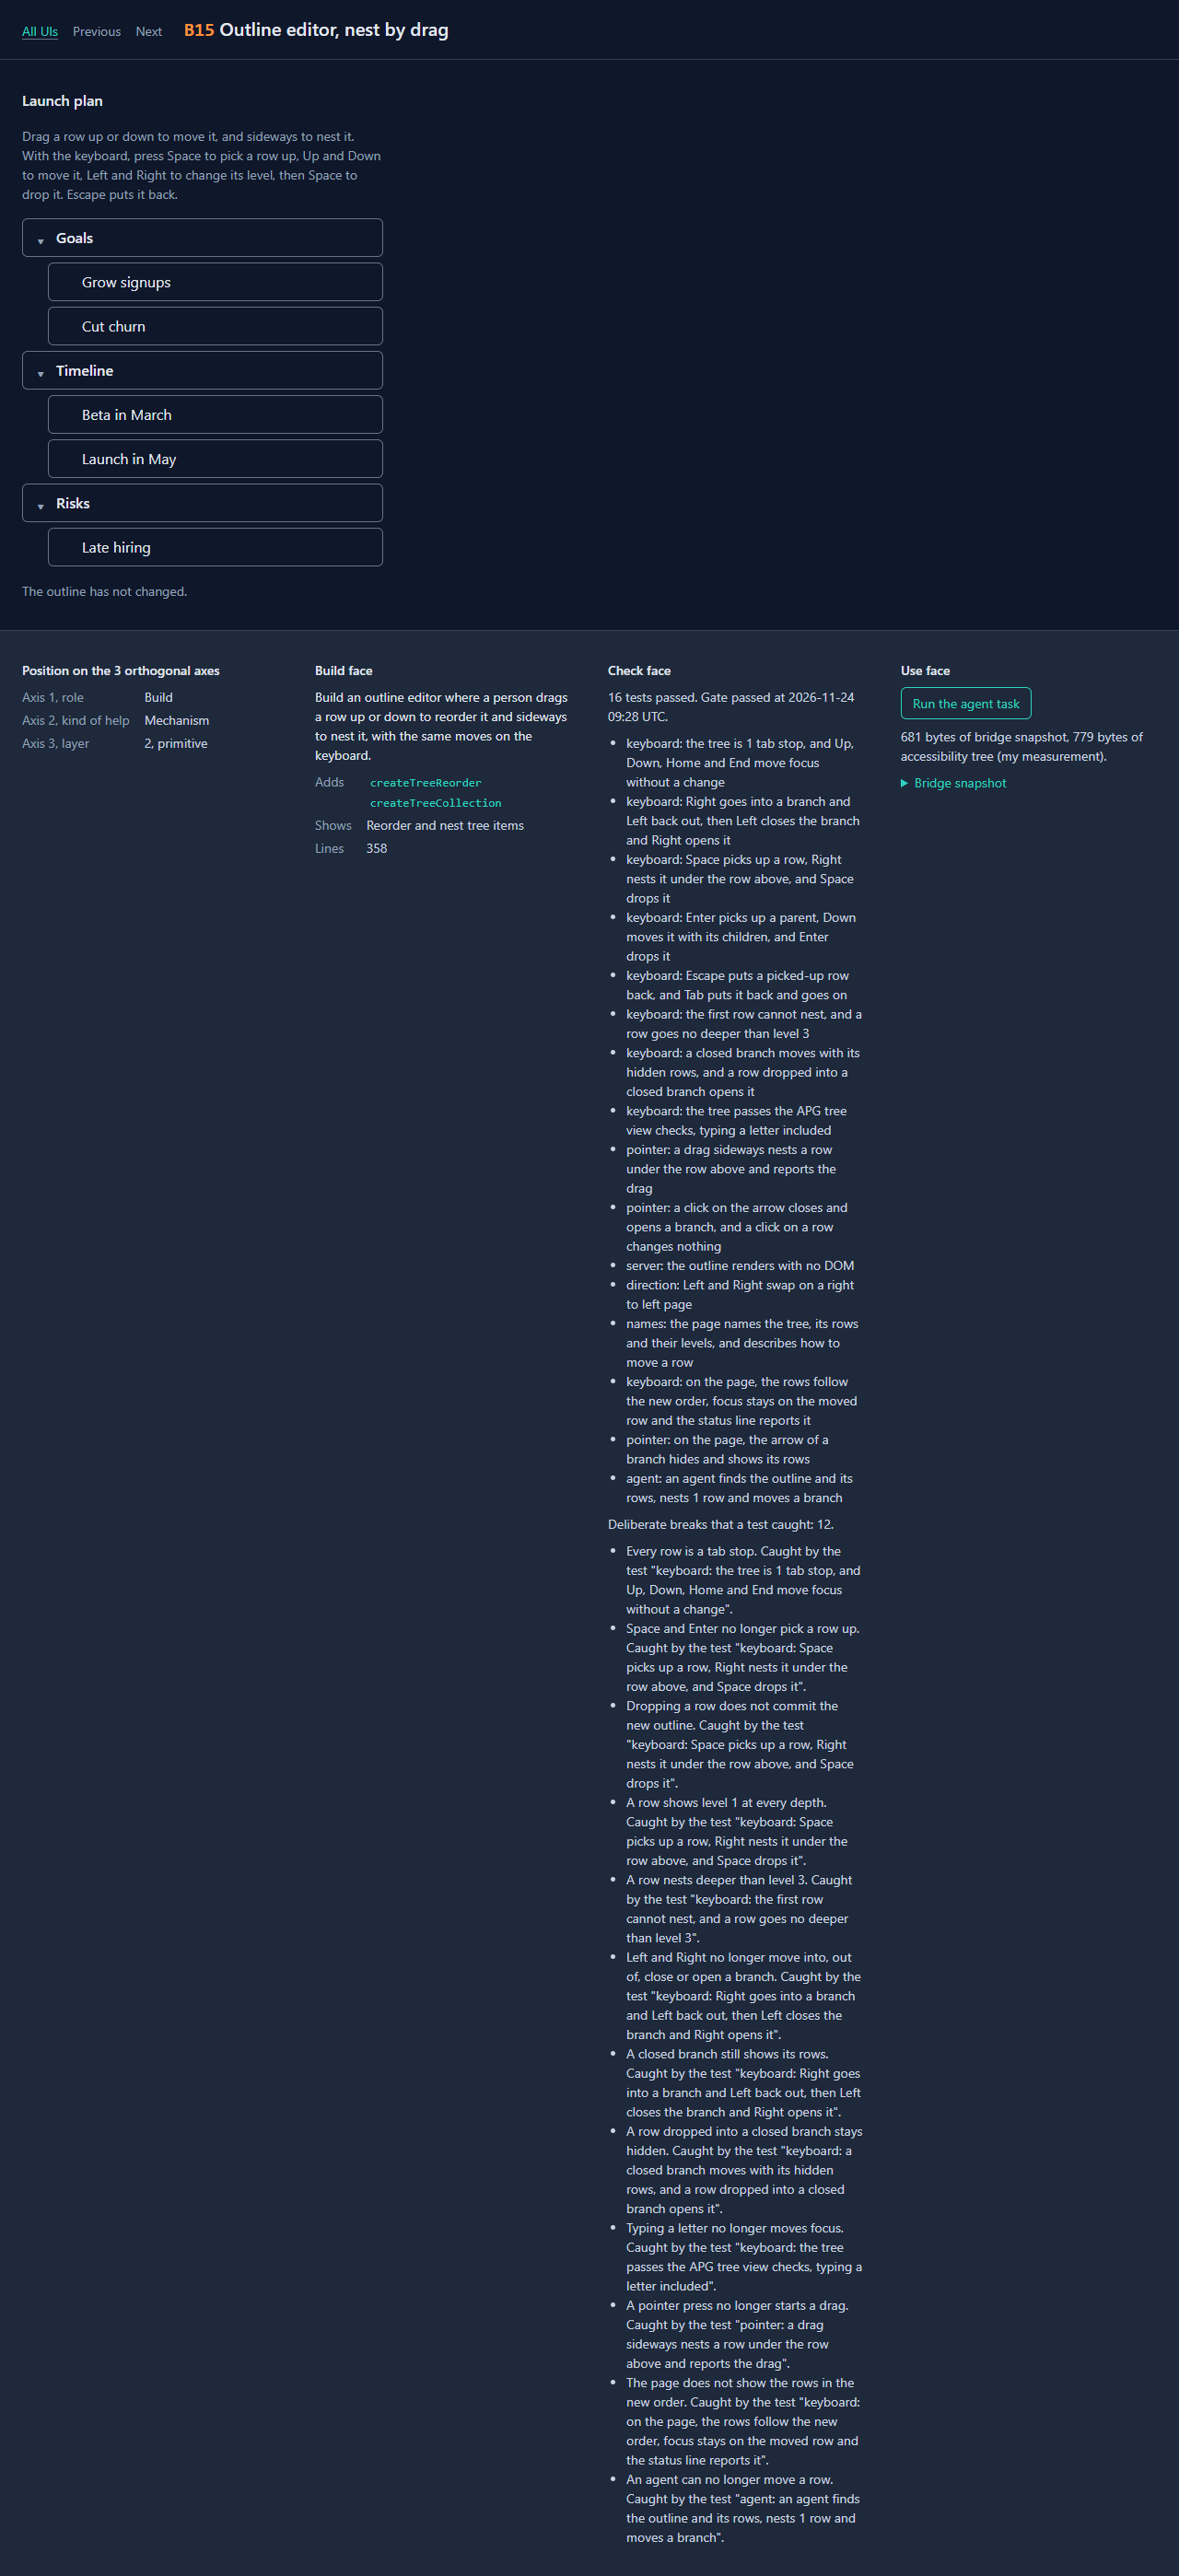 All UIs Previous Next B15 Outline editor, nest by drag
Launch plan
Drag a row up or down to move it, and sideways to nest it.
With the keyboard, press Space to pick a row up, Up and Down
to move it, Left and Right to change its level, then Space to
drop it. Escape puts it back.
▼ Goals
Grow signups
Cut churn
▼ Timeline
Beta in March
Launch in May
▼ Risks
Late hiring
The outline has not changed.
Position on the 3 orthogonal axes
Axis 1, role Build
Axis 2, kind of help Mechanism
Axis 3, layer 2, primitive
Build face
Build an outline editor where a person drags
a row up or down to reorder it and sideways
to nest it, with the same moves on the
keyboard.
Adds createTreeReorder
createTreeCollection
Shows Reorder and nest tree items
Lines 358
Check face
16 tests passed. Gate passed at 2026-11-24
09:28 UTC.
• keyboard: the tree is 1 tab stop, and Up,
Down, Home and End move focus
without a change
• keyboard: Right goes into a branch and
Left back out, then Left closes the branch
and Right opens it
• keyboard: Space picks up a row, Right
nests it under the row above, and Space
drops it
• keyboard: Enter picks up a parent, Down
moves it with its children, and Enter
drops it
• keyboard: Escape puts a picked-up row
back, and Tab puts it back and goes on
• keyboard: the first row cannot nest, and a
row goes no deeper than level 3
• keyboard: a closed branch moves with its
hidden rows, and a row dropped into a
closed branch opens it
• keyboard: the tree passes the APG tree
view checks, typing a letter included
• pointer: a drag sideways nests a row
under the row above and reports the
drag
• pointer: a click on the arrow closes and
opens a branch, and a click on a row
changes nothing
• server: the outline renders with no DOM
• direction: Left and Right swap on a right
to left page
• names: the page names the tree, its rows
and their levels, and describes how to
move a row
• keyboard: on the page, the rows follow
the new order, focus stays on the moved
row and the status line reports it
• pointer: on the page, the arrow of a
branch hides and shows its rows
• agent: an agent finds the outline and its
rows, nests 1 row and moves a branch
Deliberate breaks that a test caught: 12.
• Every row is a tab stop. Caught by the
test "keyboard: the tree is 1 tab stop, and
Up, Down, Home and End move focus
without a change".
• Space and Enter no longer pick a row up.
Caught by the test "keyboard: Space
picks up a row, Right nests it under the
row above, and Space drops it".
• Dropping a row does not commit the
new outline. Caught by the test
"keyboard: Space picks up a row, Right
nests it under the row above, and Space
drops it".
• A row shows level 1 at every depth.
Caught by the test "keyboard: Space
picks up a row, Right nests it under the
row above, and Space drops it".
• A row nests deeper than level 3. Caught
by the test "keyboard: the first row
cannot nest, and a row goes no deeper
than level 3".
• Left and Right no longer move into, out
of, close or open a branch. Caught by the
test "keyboard: Right goes into a branch
and Left back out, then Left closes the
branch and Right opens it".
• A closed branch still shows its rows.
Caught by the test "keyboard: Right goes
into a branch and Left back out, then Left
closes the branch and Right opens it".
• A row dropped into a closed branch stays
hidden. Caught by the test "keyboard: a
closed branch moves with its hidden
rows, and a row dropped into a closed
branch opens it".
• Typing a letter no longer moves focus.
Caught by the test "keyboard: the tree
passes the APG tree view checks, typing a
letter included".
• A pointer press no longer starts a drag.
Caught by the test "pointer: a drag
sideways nests a row under the row
above and reports the drag".
• The page does not show the rows in the
new order. Caught by the test "keyboard:
on the page, the rows follow the new
order, focus stays on the moved row and
the status line reports it".
• An agent can no longer move a row.
Caught by the test "agent: an agent finds
the outline and its rows, nests 1 row and
moves a branch".
Use face
Run the agent task
681 bytes of bridge snapshot, 779 bytes of
accessibility tree (my measurement).
▶ Bridge snapshot